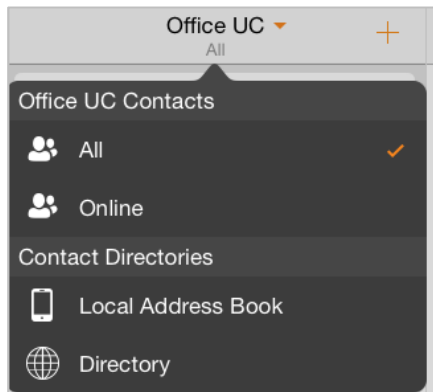 Office UC
All
Office UC Contacts
All
Online
Contact Directories
Local Address Book
Directory